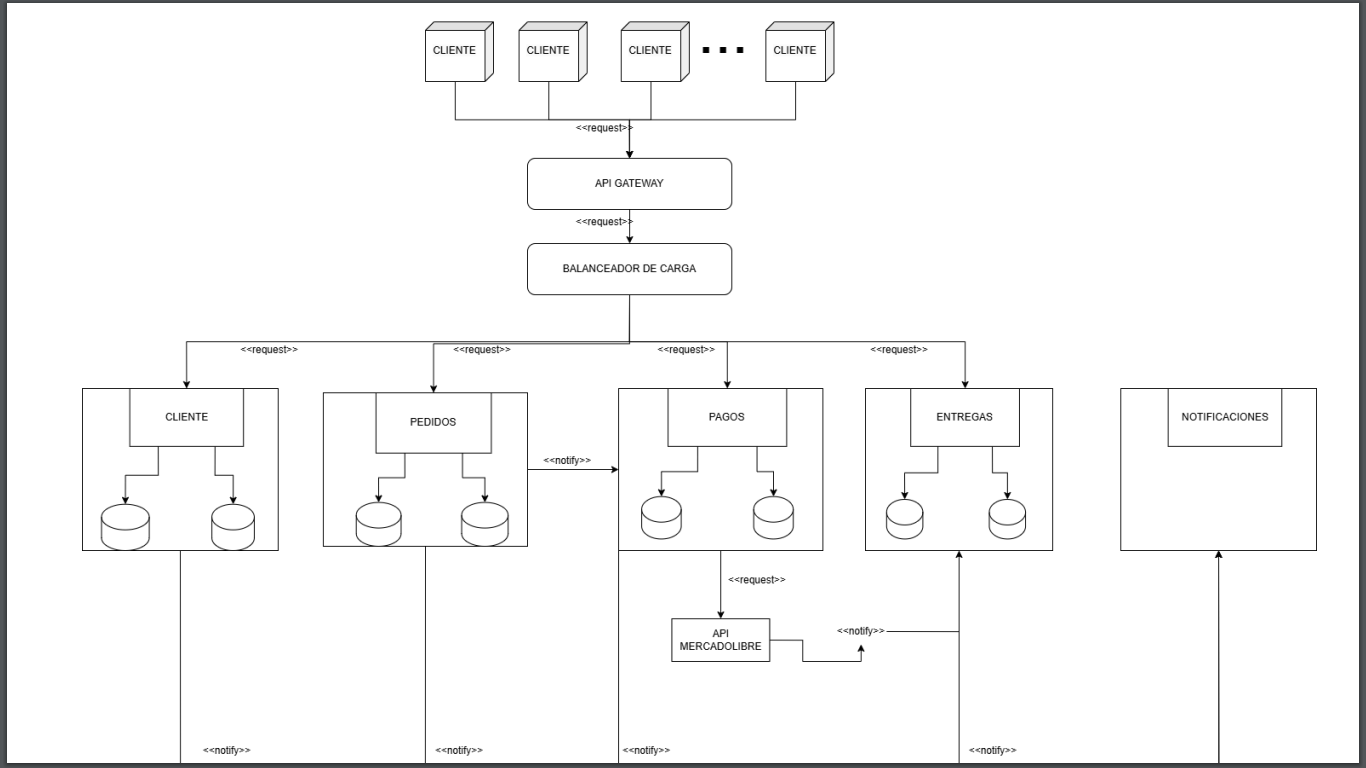 CLIENTE
CLIENTE
CLIENTE
CLIENTE
<<request>>
API GATEWAY
<<request>>
BALANCEADOR DE CARGA
<<request>>
<<request>>
<<request>>
<<request>>
CLIENTE
PEDIDOS
PAGOS
ENTREGAS
NOTIFICACIONES
<<notify>>
<<request>>
API
MERCADOLIBRE
<<notify>>
<<notify>>
<<notify>>
<<notify>>
<<notify>>